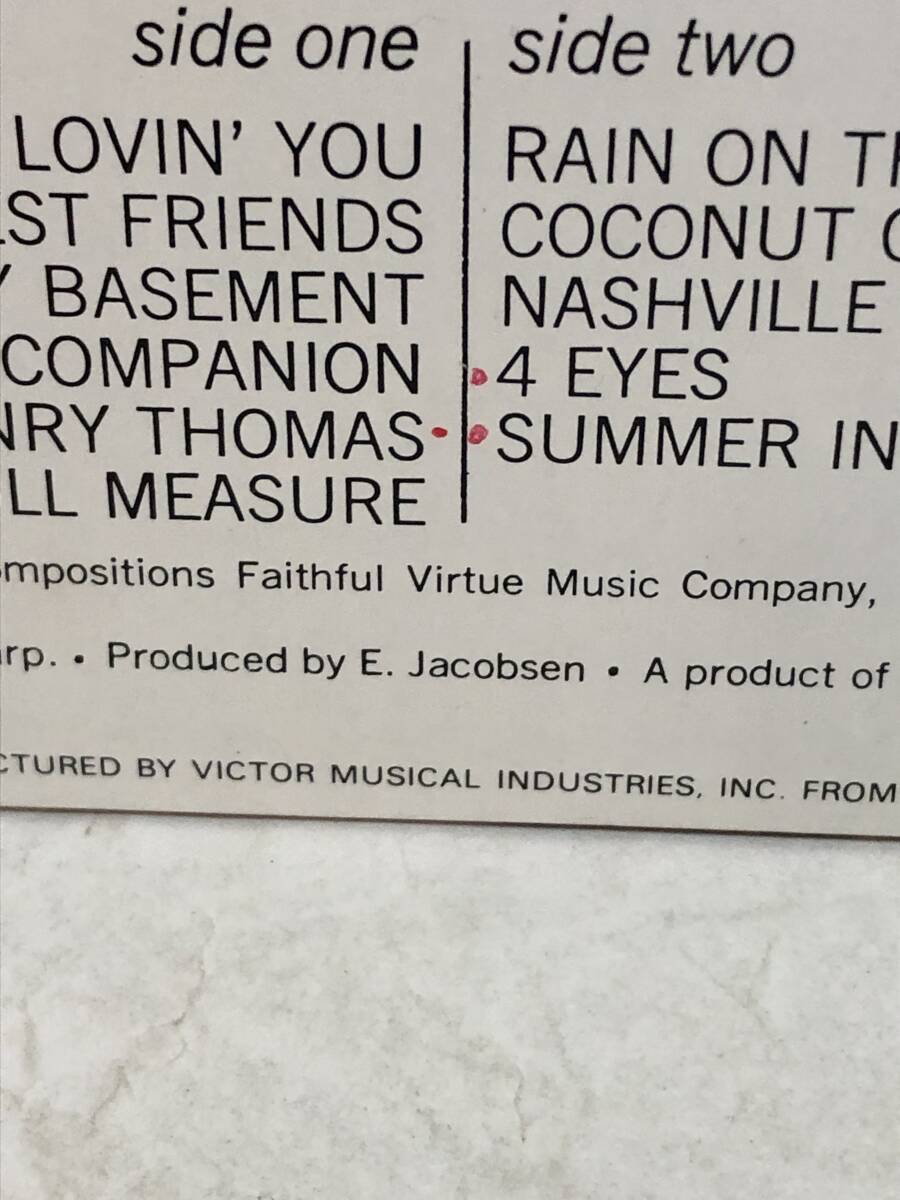 side one
LOVIN' YOU
ST FRIENDS
BASEMENT
COMPANION
NRY THOMAS
LL MEASURE
side two
RAIN ON TH
COCONUT
NASHVILLE
4 EYES
SUMMER IN
mpositions Faithful Virtue Music Company,
rp. • Produced by E. Jacobsen • A product of
CTURED BY VICTOR MUSICAL INDUSTRIES, INC. FROM